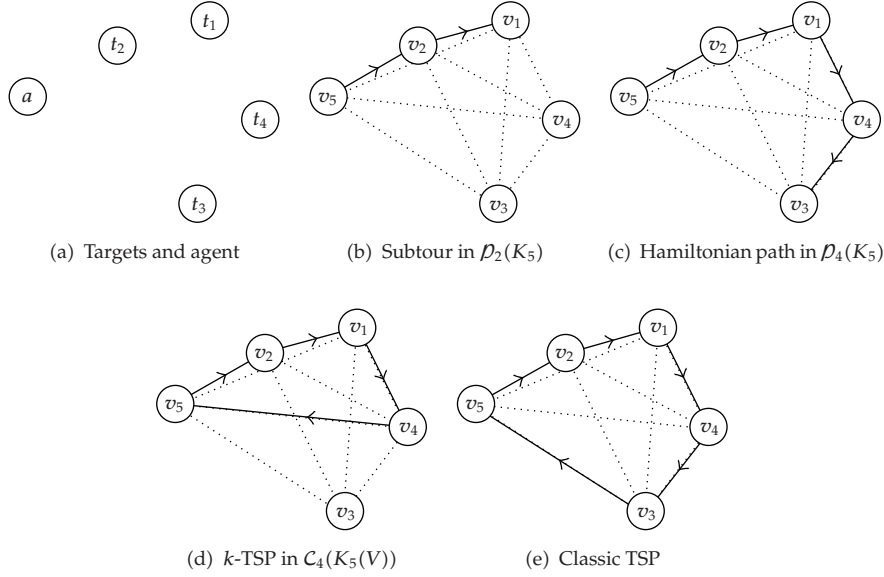 t₁
t₂
a
t₄
t₃
(a) Targets and agent
v₁
v₂
v₅
v₄
v₃
(b) Subtour in 𝒫₂(K₅)
v₁
v₂
v₅
v₄
v₃
(c) Hamiltonian path in 𝒫₄(K₅)
v₁
v₂
v₅
v₄
v₃
(d) k-TSP in 𝒞₄(K₅(V))
v₁
v₂
v₅
v₄
v₃
(e) Classic TSP